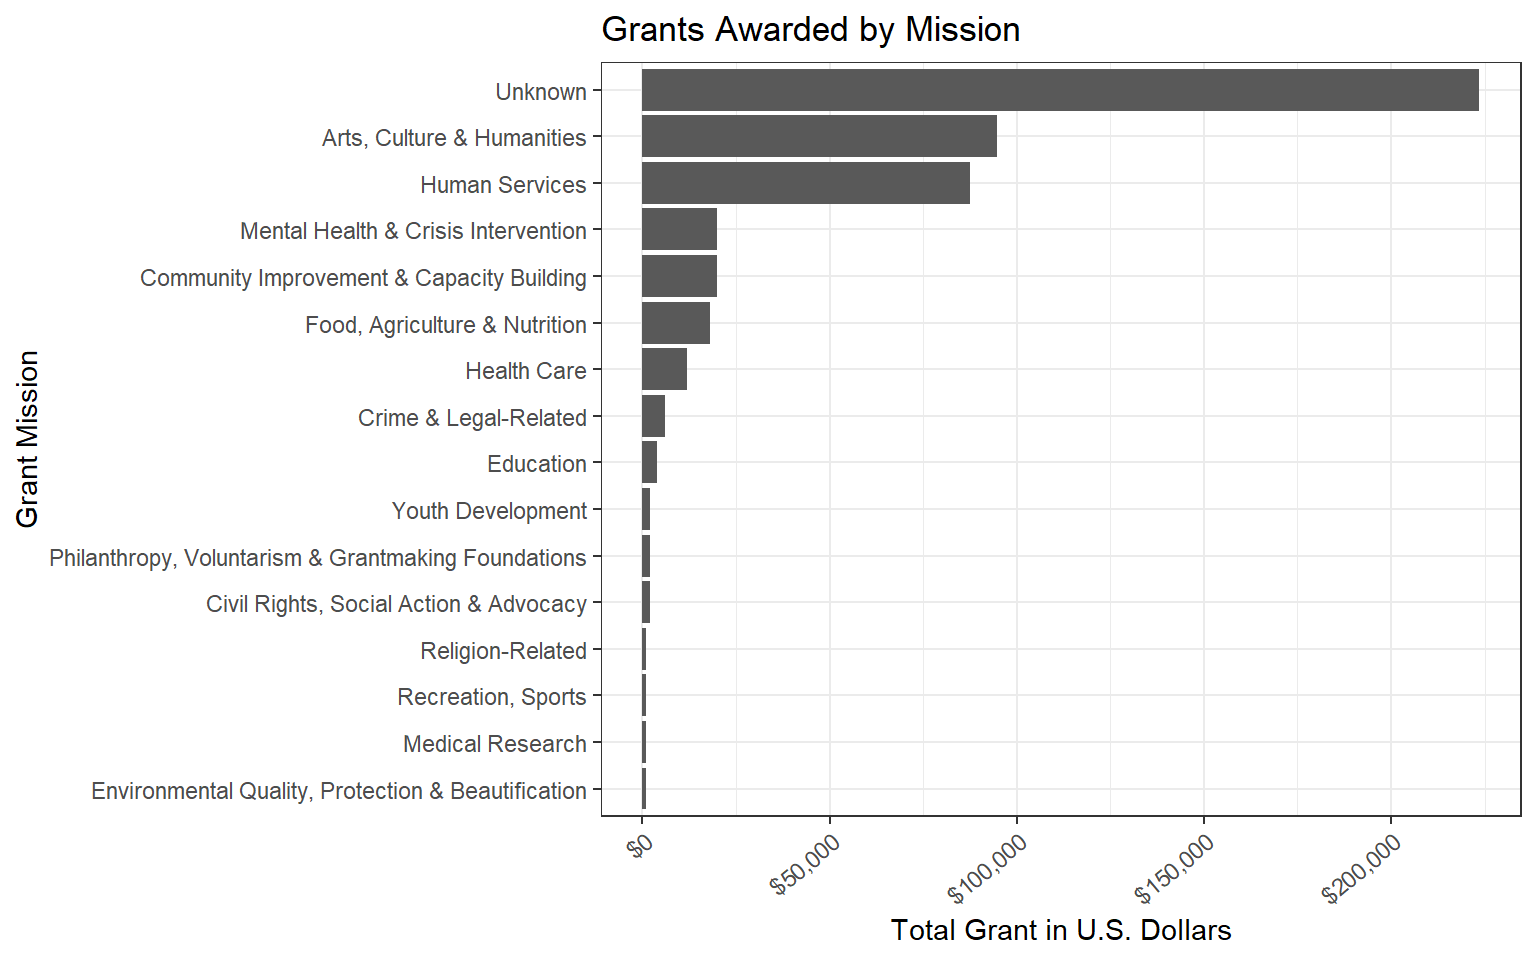 Grants Awarded by Mission
Grant Mission
Unknown
Arts, Culture & Humanities
Human Services
Mental Health & Crisis Intervention
Community Improvement & Capacity Building
Food, Agriculture & Nutrition
Health Care
Crime & Legal-Related
Education
Youth Development
Philanthropy, Voluntarism & Grantmaking Foundations
Civil Rights, Social Action & Advocacy
Religion-Related
Recreation, Sports
Medical Research
Environmental Quality, Protection & Beautification
$0
$50,000
$100,000
$150,000
$200,000
Total Grant in U.S. Dollars